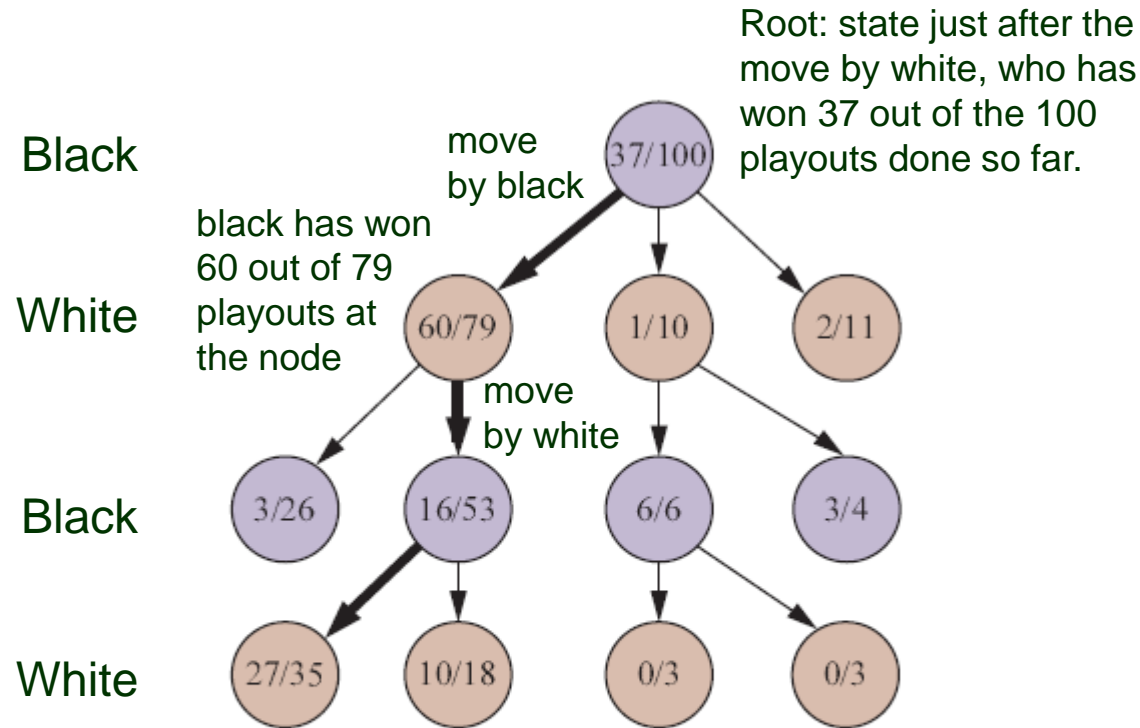 Root: state just after the
move by white, who has
won 37 out of the 100
playouts done so far.
Black
move
by black
37/100
black has won
60 out of 79
playouts at
the node
White
60/79
1/10
2/11
move
by white
Black
3/26
16/53
6/6
3/4
White
27/35
10/18
0/3
0/3